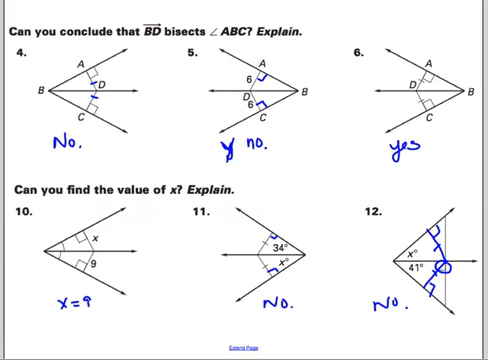 Can you conclude that BD bisects ∠ ABC? Explain.
4.
5.
6.
A
B
D
C
No.
A
6
D
6
B
C
y no.
A
D
B
C
yes
Can you find the value of x? Explain.
10.
11.
12.
x
9
x = 9
34°
x°
No.
x°
41°
No.
Extend Page